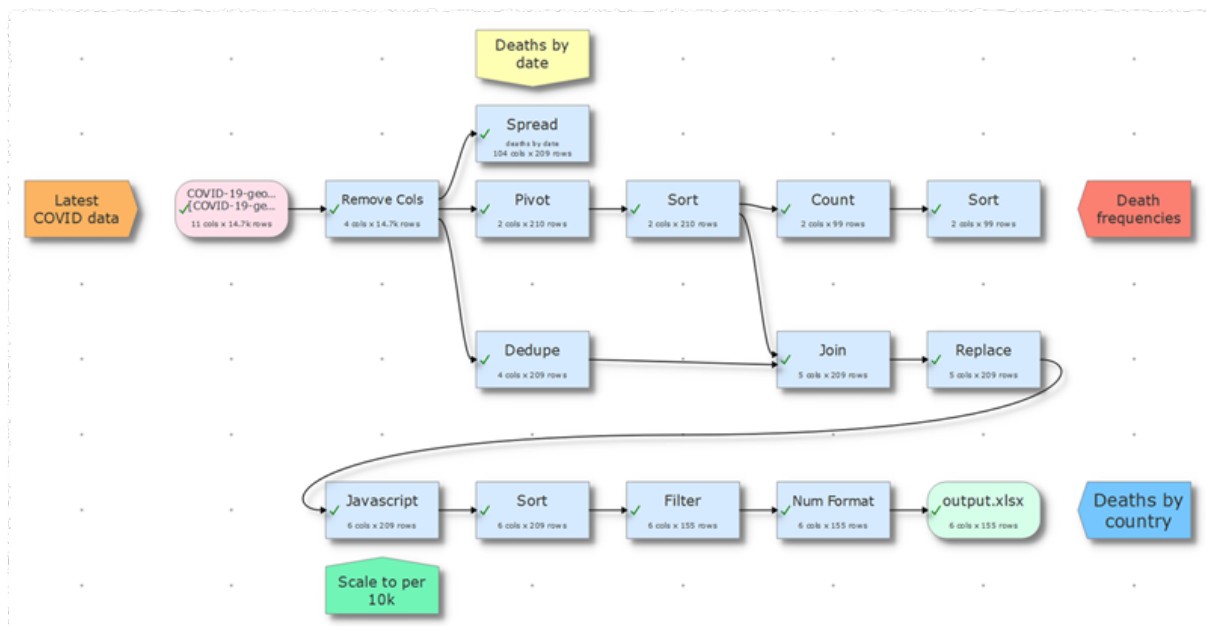 Deaths by
date
Spread
deaths by date
104 cols x 209 rows
Latest
COVID data
COVID-19-geo...
[COVID-19-ge...
11 cols x 14.7k rows
Remove Cols
4 cols x 14.7k rows
Pivot
2 cols x 210 rows
Sort
2 cols x 210 rows
Count
2 cols x 99 rows
Sort
2 cols x 99 rows
Death
frequencies
Dedupe
4 cols x 209 rows
Join
5 cols x 209 rows
Replace
5 cols x 209 rows
Javascript
6 cols x 209 rows
Sort
6 cols x 209 rows
Filter
6 cols x 155 rows
Num Format
6 cols x 155 rows
output.xlsx
6 cols x 155 rows
Deaths by
country
Scale to per
10k